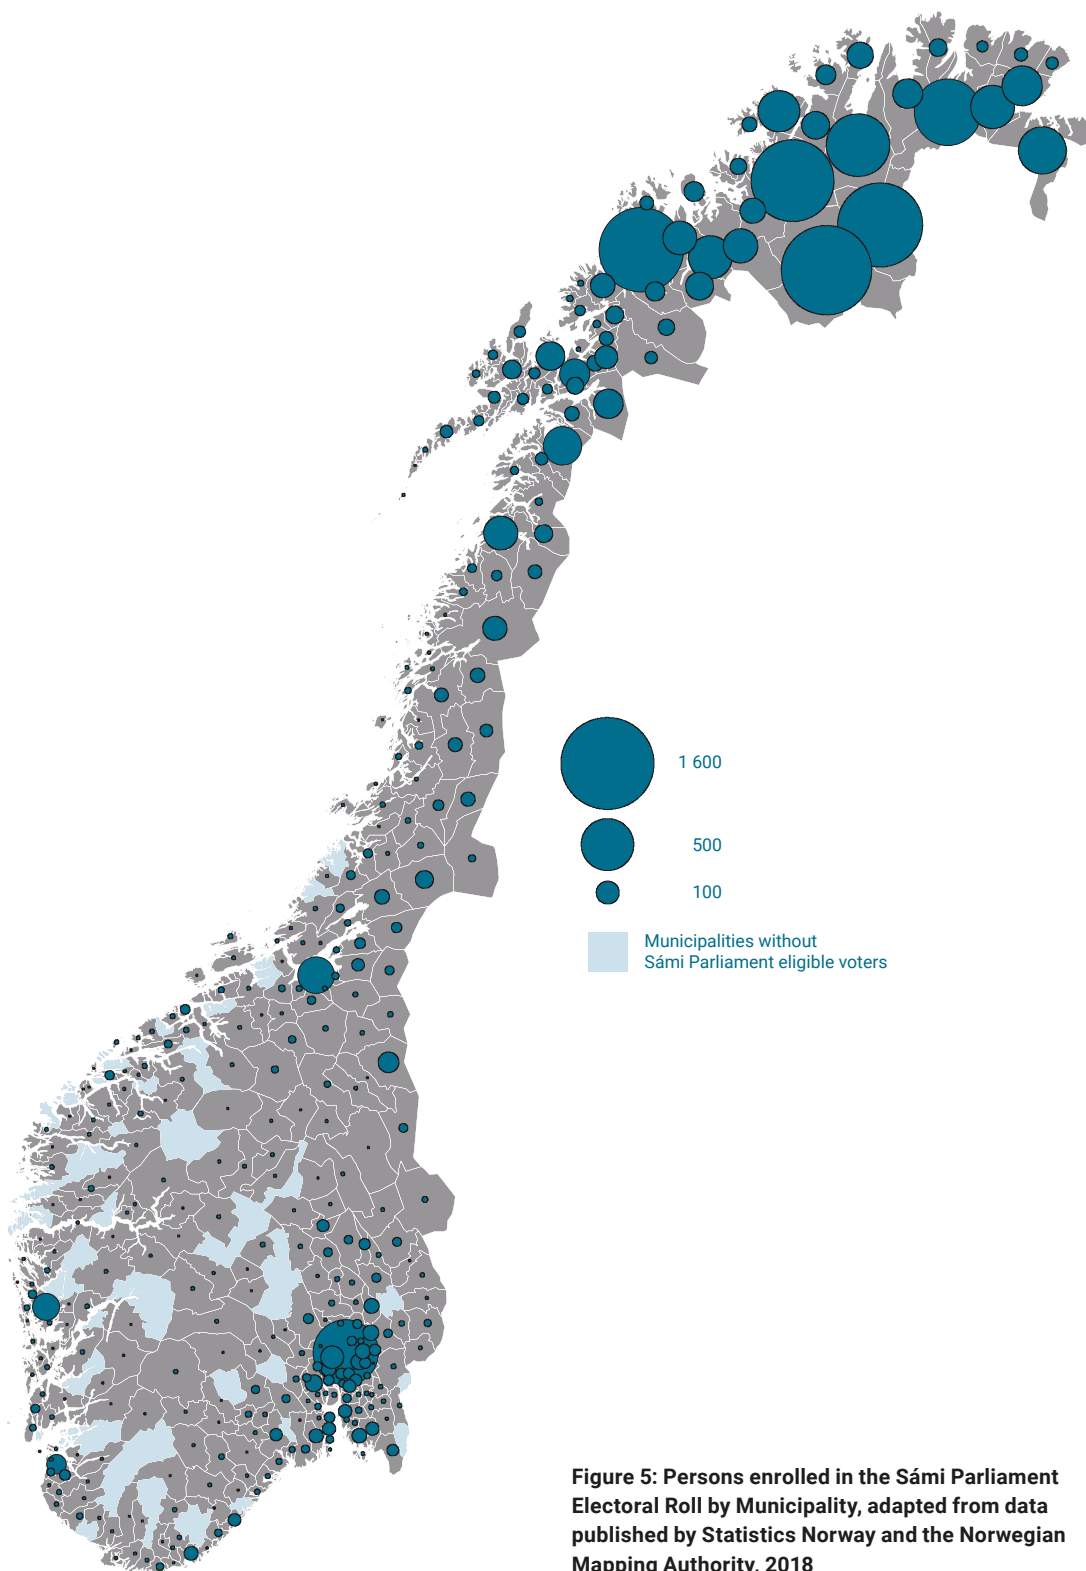 1 600
500
100
Municipalities without
Sámi Parliament eligible voters
Figure 5: Persons enrolled in the Sámi Parliament
Electoral Roll by Municipality, adapted from data
published by Statistics Norway and the Norwegian
Mapping Authority, 2018